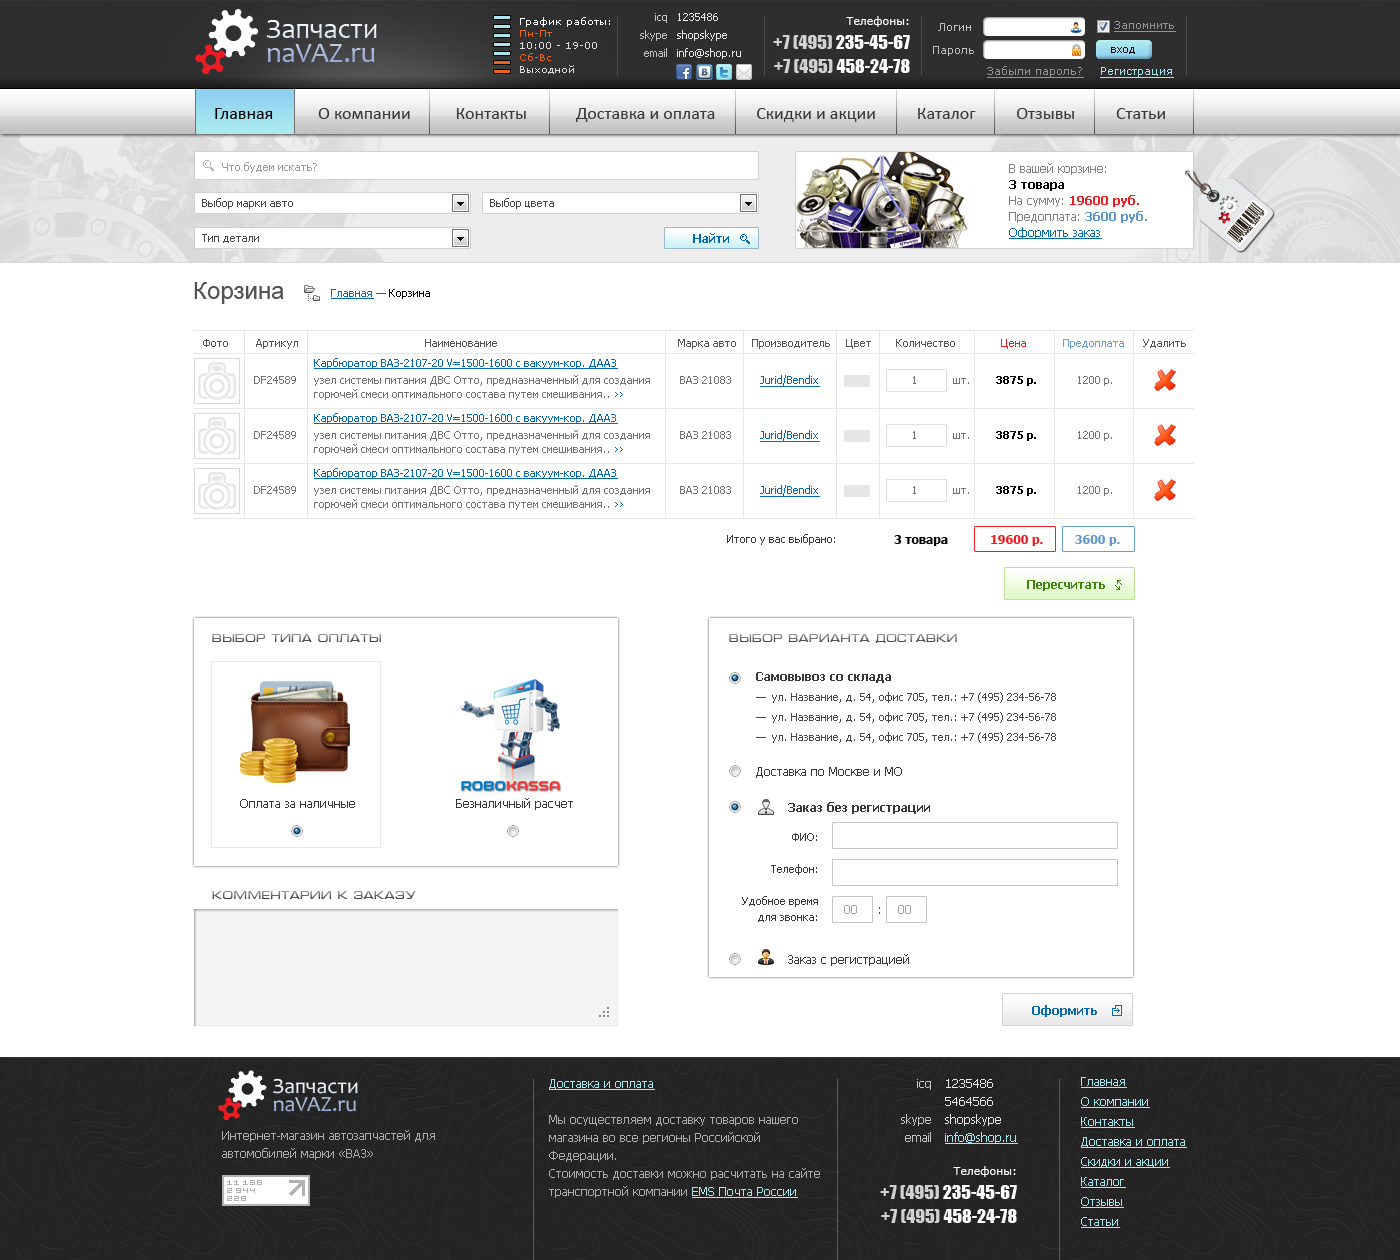 Запчасти
naVAZ.ru
График работы:
Пн-Пт
10:00 - 19-00
Сб-Вс
Выходной
icq 1235486
skype shopskype
email info@shop.ru
Телефоны:
+7 (495) 235-45-67
+7 (495) 458-24-78
Логин
Запомнить
Пароль
вход
Забыли пароль?
Регистрация
Главная
О компании
Контакты
Доставка и оплата
Скидки и акции
Каталог
Отзывы
Статьи
Что будем искать?
Выбор марки авто
Выбор цвета
Тип детали
Найти
В вашей корзине:
3 товара
На сумму: 19600 руб.
Предоплата: 3600 руб.
Оформить заказ
Корзина
Главная — Корзина
Фото Артикул Наименование Марка авто Производитель Цвет Количество Цена Предоплата Удалить
Карбюратор ВАЗ-2107-20 V=1500-1600 с вакуум-кор. ДААЗ
DF24589 узел системы питания ДВС Отто, предназначенный для создания ВАЗ 21083 Jurid/Bendix 1 шт. 3875 р. 1200 р.
горючей смеси оптимального состава путем смешивания.. >>
Карбюратор ВАЗ-2107-20 V=1500-1600 с вакуум-кор. ДААЗ
DF24589 узел системы питания ДВС Отто, предназначенный для создания ВАЗ 21083 Jurid/Bendix 1 шт. 3875 р. 1200 р.
горючей смеси оптимального состава путем смешивания.. >>
Карбюратор ВАЗ-2107-20 V=1500-1600 с вакуум-кор. ДААЗ
DF24589 узел системы питания ДВС Отто, предназначенный для создания ВАЗ 21083 Jurid/Bendix 1 шт. 3875 р. 1200 р.
горючей смеси оптимального состава путем смешивания.. >>
Итого у вас выбрано: 3 товара 19600 р. 3600 р.
Пересчитать
ВЫБОР ТИПА ОПЛАТЫ
ROBOKASSA
Оплата за наличные
Безналичный расчет
КОММЕНТАРИИ К ЗАКАЗУ
ВЫБОР ВАРИАНТА ДОСТАВКИ
Самовывоз со склада
— ул. Название, д. 54, офис 705, тел.: +7 (495) 234-56-78
— ул. Название, д. 54, офис 705, тел.: +7 (495) 234-56-78
— ул. Название, д. 54, офис 705, тел.: +7 (495) 234-56-78
Доставка по Москве и МО
Заказ без регистрации
ФИО:
Телефон:
Удобное время
для звонка:
00 : 00
Заказ с регистрацией
Оформить
Запчасти
naVAZ.ru
Интернет-магазин автозапчастей для
автомобилей марки «ВАЗ»
11156
2944
228
Доставка и оплата
Мы осуществляем доставку товаров нашего
магазина во все регионы Российской
Федерации.
Стоимость доставки можно расчитать на сайте
транспортной компании EMS Почта России
icq 1235486
5464566
skype shopskype
email info@shop.ru
Телефоны:
+7 (495) 235-45-67
+7 (495) 458-24-78
Главная
О компании
Контакты
Доставка и оплата
Скидки и акции
Каталог
Отзывы
Статьи